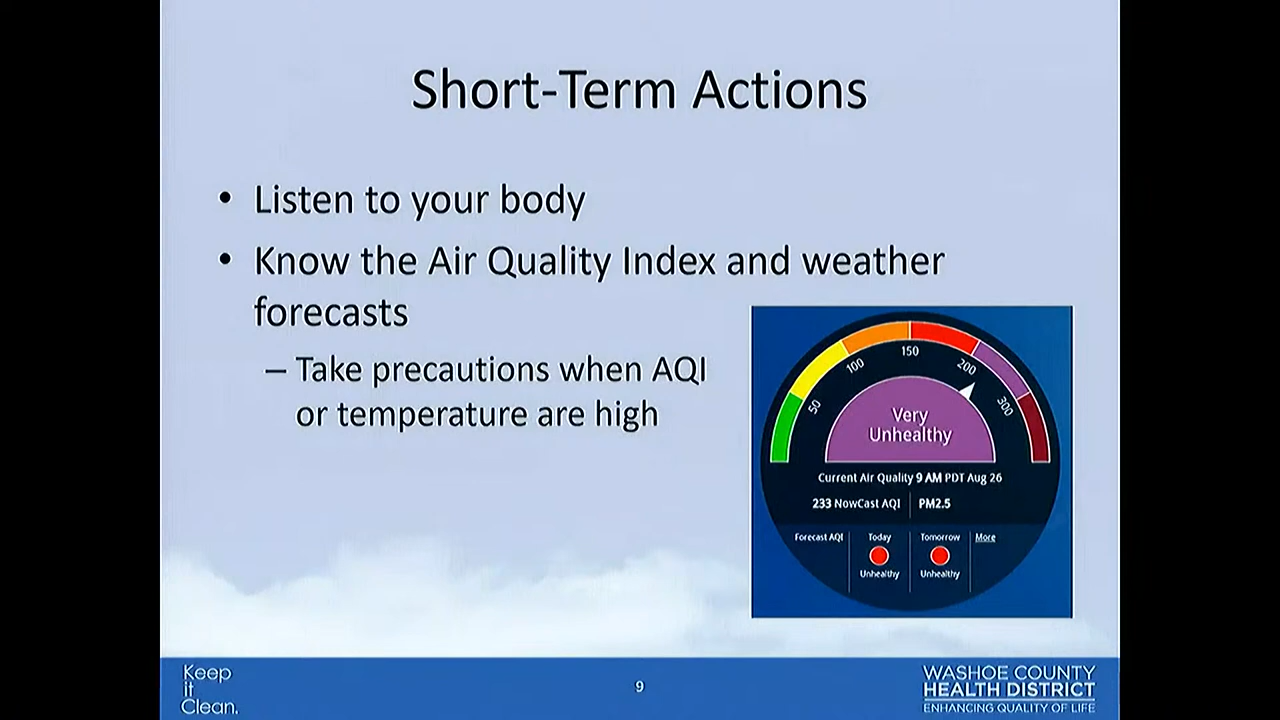 Short-Term Actions
• Listen to your body
• Know the Air Quality Index and weather
forecasts
– Take precautions when AQI
or temperature are high
50
100
150
200
300
Very
Unhealthy
Current Air Quality 9 AM PDT Aug 26
233 NowCast AQI | PM2.5
Forecast AQI
Today
Unhealthy
Tomorrow
Unhealthy
More
Keep
it
Clean.
9
WASHOE COUNTY
HEALTH DISTRICT
ENHANCING QUALITY OF LIFE